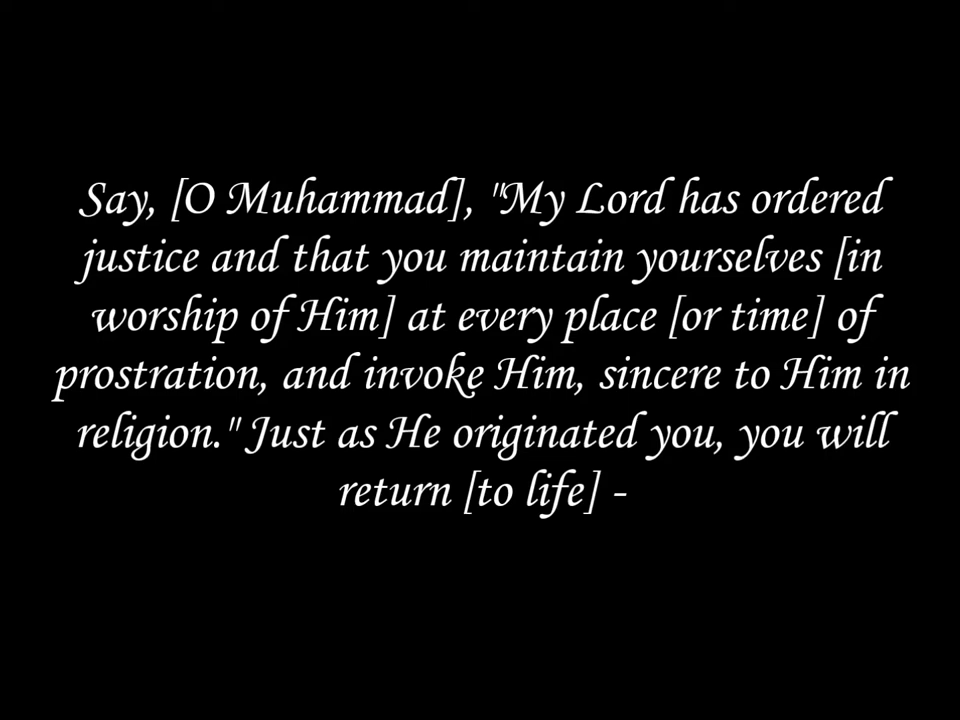 Say, [O Muhammad], "My Lord has ordered
justice and that you maintain yourselves [in
worship of Him] at every place [or time] of
prostration, and invoke Him, sincere to Him in
religion." Just as He originated you, you will
return [to life] -